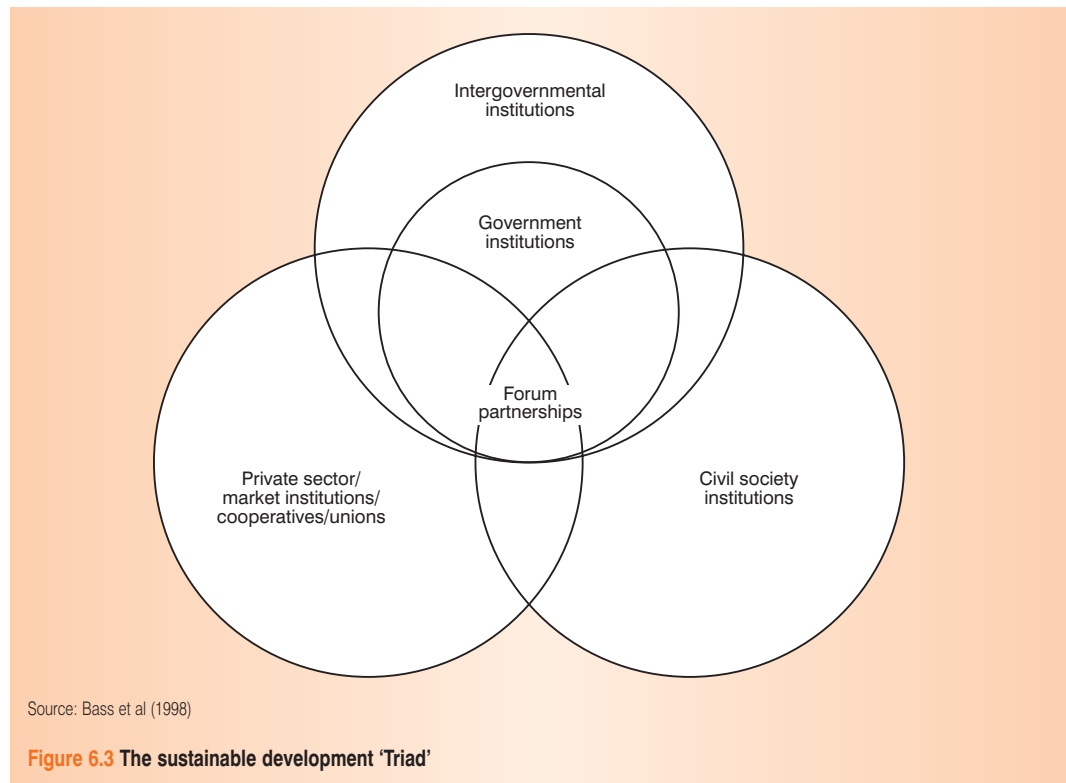 Intergovernmental
institutions
Government
institutions
Forum
partnerships
Private sector/
market institutions/
cooperatives/unions
Civil society
institutions
Source: Bass et al (1998)
Figure 6.3 The sustainable development ‘Triad’